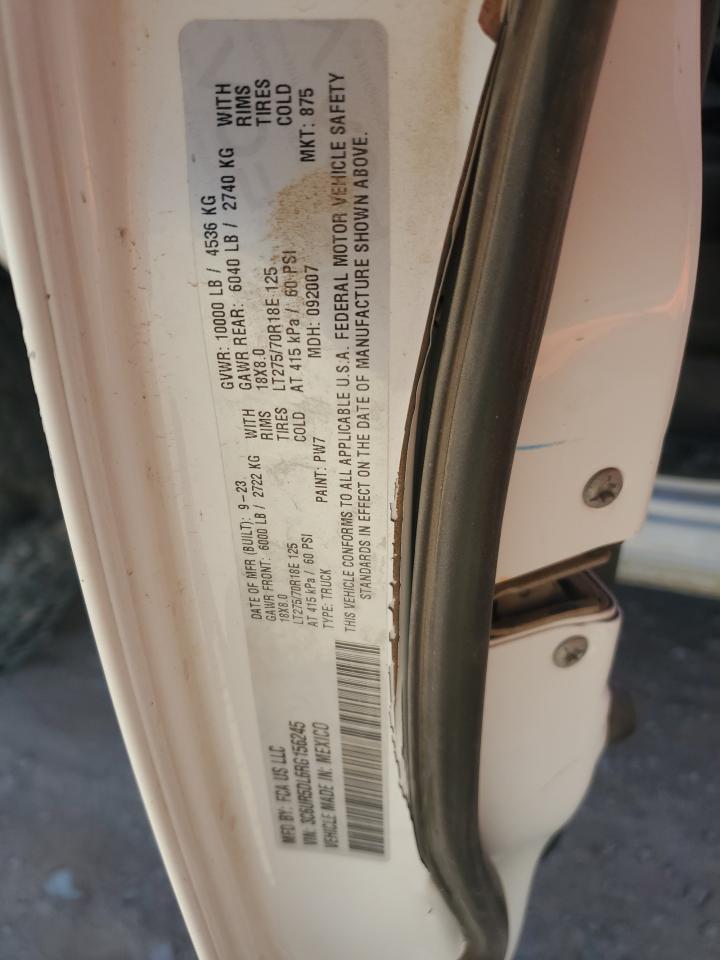 MFD BY: FCA US LLC
DATE OF MFR (BUILT): 9-23
GVWR: 10000 LB / 4536 KG
GAWR FRONT: 6000 LB / 2722 KG WITH
18X8.0 RIMS
LT275/70R18E 125 TIRES
AT 415 kPa / 60 PSI COLD
GAWR REAR: 6040 LB / 2740 KG WITH
18X8.0 RIMS
LT275/70R18E 125 TIRES
AT 415 kPa / 60 PSI COLD
VIN: 3C6UR5DL6RG156245
TYPE: TRUCK
PAINT: PW7
MDH: 092007
MKT: 875
VEHICLE MADE IN: MEXICO
THIS VEHICLE CONFORMS TO ALL APPLICABLE U.S.A. FEDERAL MOTOR VEHICLE SAFETY
STANDARDS IN EFFECT ON THE DATE OF MANUFACTURE SHOWN ABOVE.